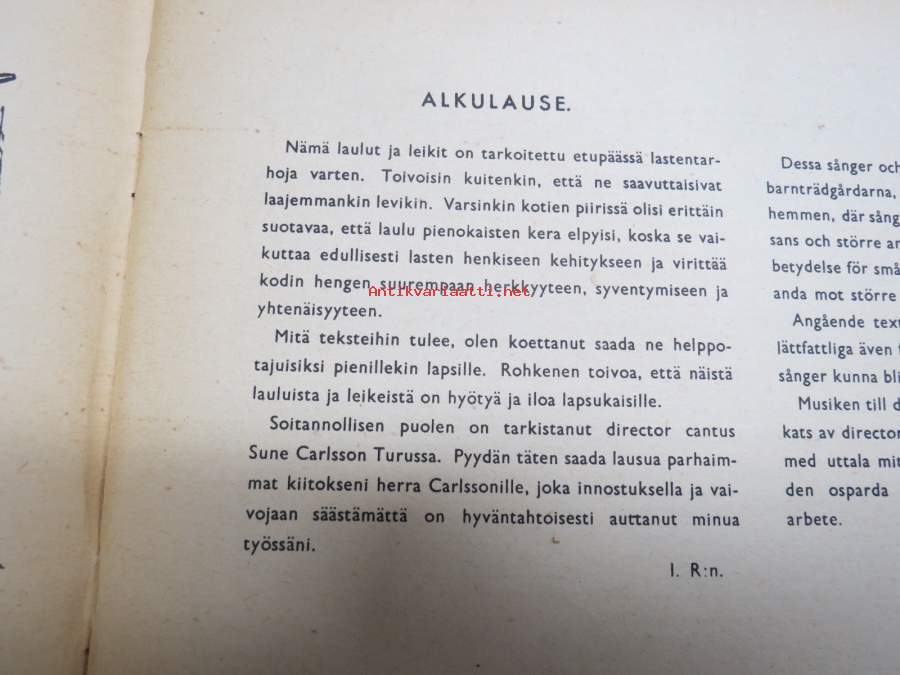 ALKULAUSE.
Nämä laulut ja leikit on tarkoitettu etupäässä lastentar-
hoja varten. Toivoisin kuitenkin, että ne saavuttaisivat
laajemmankin levikin. Varsinkin kotien piirissä olisi erittäin
suotavaa, että laulu pienokaisten kera elpyisi, koska se vai-
kuttaa edullisesti lasten henkiseen kehitykseen ja virittää
kodin hengen suurempaan herkkyyteen, syventymiseen ja
yhtenäisyyteen.
Mitä teksteihin tulee, olen koettanut saada ne helppo-
tajuisiksi pienillekin lapsille. Rohkenen toivoa, että näistä
lauluista ja leikeistä on hyötyä ja iloa lapsukaisille.
Soitannollisen puolen on tarkistanut director cantus
Sune Carlsson Turussa. Pyydän täten saada lausua parhaim-
mat kiitokseni herra Carlssonille, joka innostuksella ja vai-
vojaan säästämättä on hyväntahtoisesti auttanut minua
työssäni.
I. R:n.
Antikvariaatti.net
Dessa sånger och
barnträdgårdarna,
hemmen, där sång
sans och större
betydelse för små
anda mot större
Angående text
lättfattliga även
sånger kunna bli
Musiken till d
kats av director
med uttala mit
den osparda
arbete.